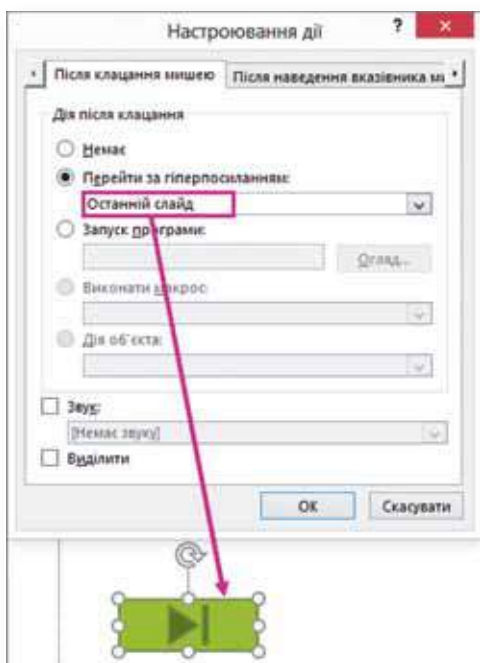 Настроювання дії
?
Після клацання мишею
Після наведення вказівника ми
Дія після клацання
Немає
Перейти за гіперпосиланням:
Останній слайд
Запуск програми:
Огляд...
Виконати макрос:
Дія об'єкта:
Звук:
[Немає звуку]
Виділити
ОК
Скасувати